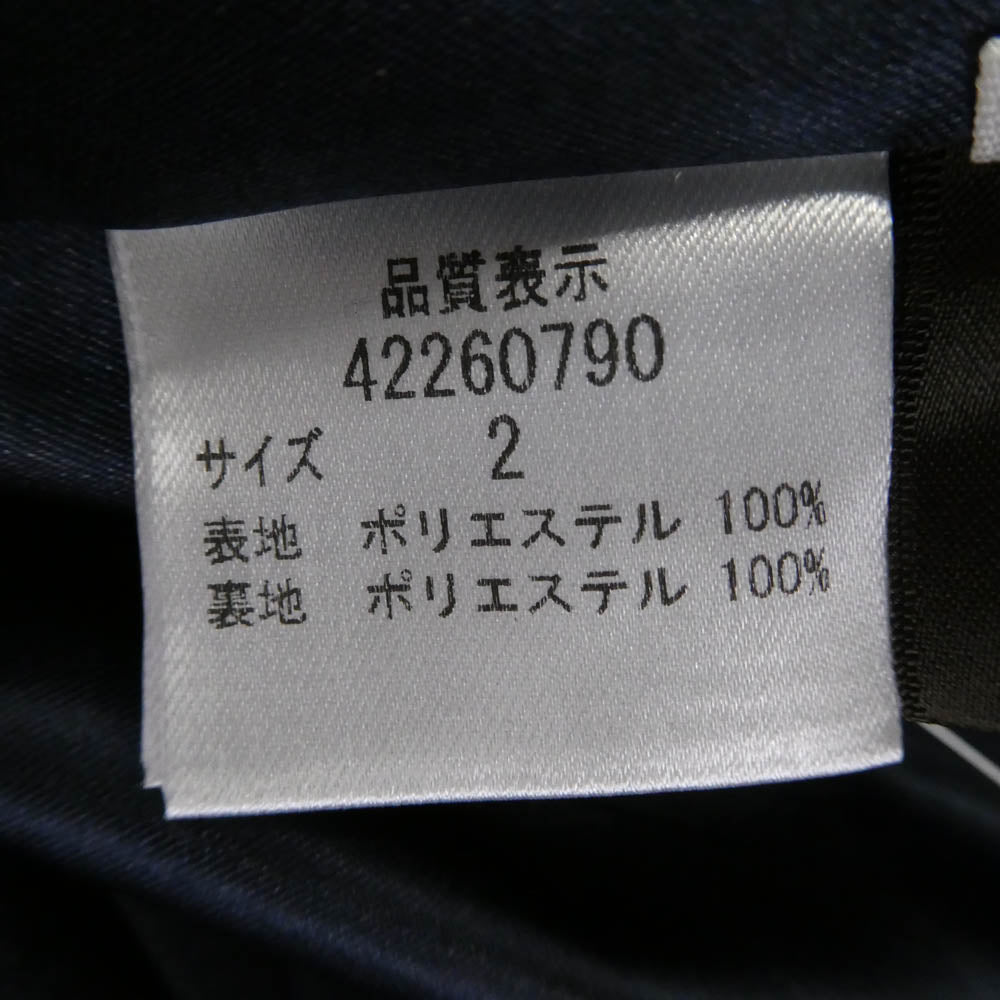 品質表示
42260790
サイズ 2
表地 ポリエステル 100%
裏地 ポリエステル 100%